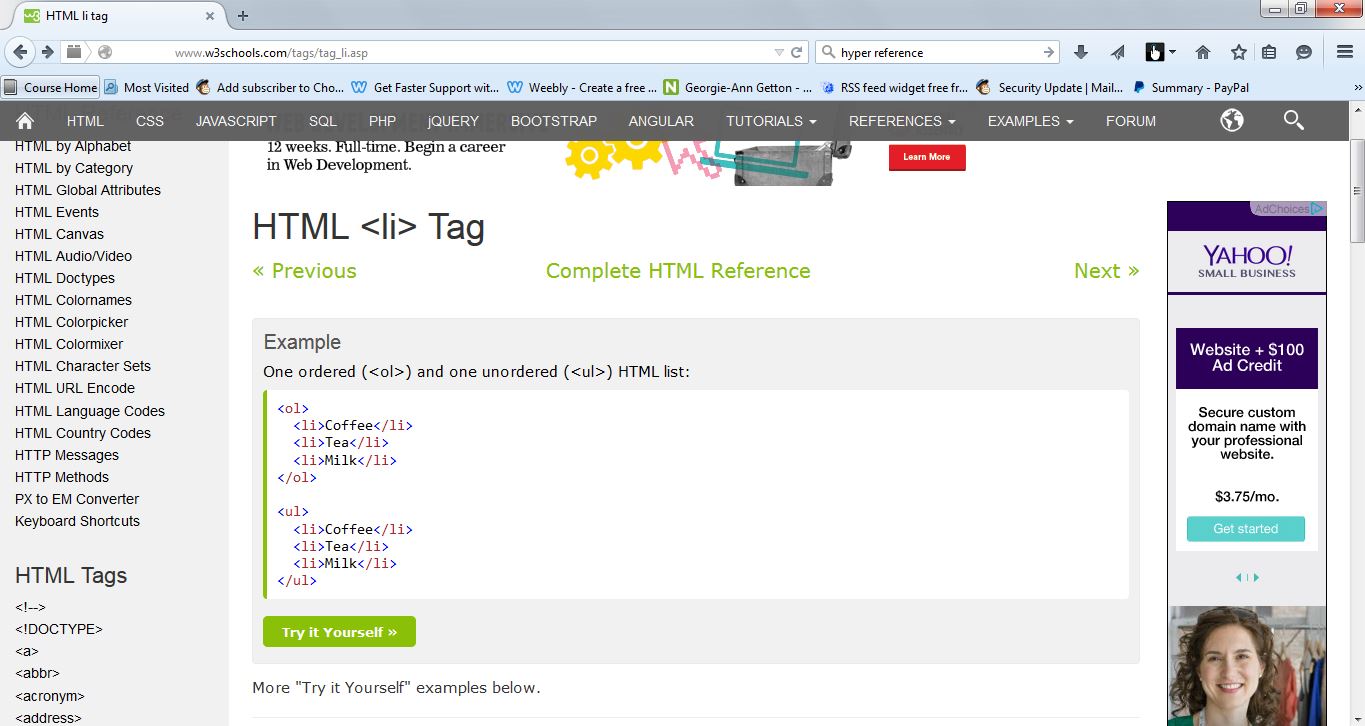 HTML li tag
www.w3schools.com/tags/tag_li.asp
hyper reference
Course Home
Most Visited
Add subscriber to Cho...
Get Faster Support wit...
Weebly - Create a free ...
Georgie-Ann Getton - ...
RSS feed widget free fr...
Security Update | Mail...
Summary - PayPal
HTML
CSS
JAVASCRIPT
SQL
PHP
jQUERY
BOOTSTRAP
ANGULAR
TUTORIALS
REFERENCES
EXAMPLES
FORUM
HTML by Alphabet
HTML by Category
HTML Global Attributes
HTML Events
HTML Canvas
HTML Audio/Video
HTML Doctypes
HTML Colornames
HTML Colorpicker
HTML Colormixer
HTML Character Sets
HTML URL Encode
HTML Language Codes
HTML Country Codes
HTTP Messages
HTTP Methods
PX to EM Converter
Keyboard Shortcuts
HTML Tags
<!-->
<!DOCTYPE>
<a>
<abbr>
<acronym>
<address>
12 weeks. Full-time. Begin a career
in Web Development.
Learn More
HTML <li> Tag
« Previous
Complete HTML Reference
Next »
Example
One ordered (<ol>) and one unordered (<ul>) HTML list:
<ol>
<li>Coffee</li>
<li>Tea</li>
<li>Milk</li>
</ol>
<ul>
<li>Coffee</li>
<li>Tea</li>
<li>Milk</li>
</ul>
Try it Yourself »
More "Try it Yourself" examples below.
AdChoices
YAHOO!
SMALL BUSINESS
Website + $100
Ad Credit
Secure custom
domain name with
your professional
website.
$3.75/mo.
Get started